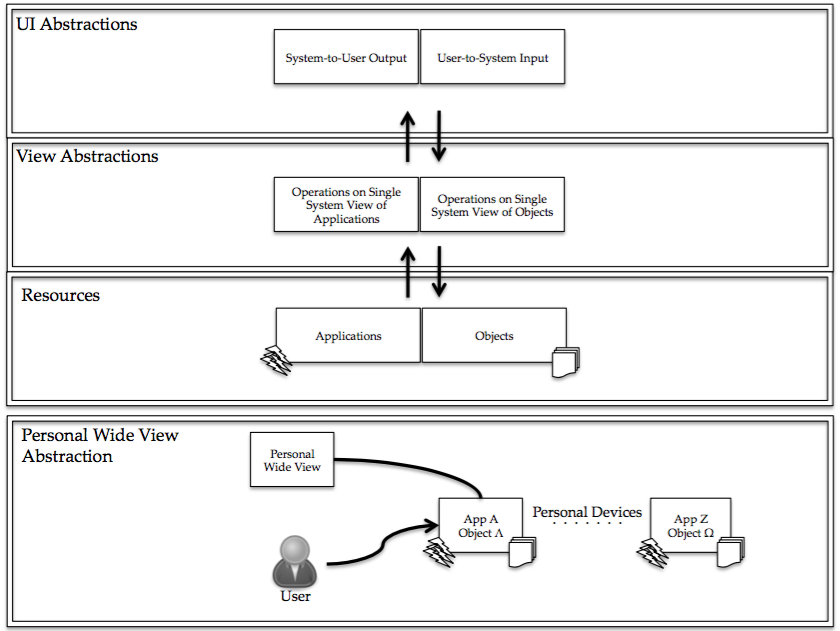 UI Abstractions
System-to-User Output
User-to-System Input
View Abstractions
Operations on Single
System View of
Applications
Operations on Single
System View of Objects
Resources
Applications
Objects
Personal Wide View
Abstraction
Personal
Wide View
App A
Object Λ
Personal Devices
. . . . . . .
App Z
Object Ω
User